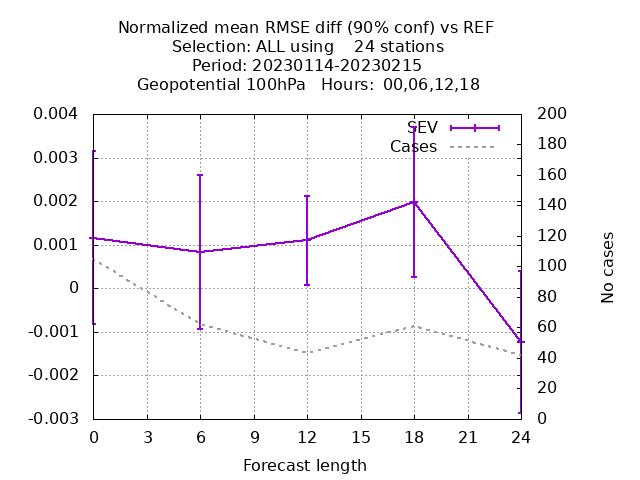 Normalized mean RMSE diff (90% conf) vs REF
Selection: ALL using    24 stations
Period: 20230114-20230215
Geopotential 100hPa   Hours: 00,06,12,18
SEV
Cases
0.004
0.003
0.002
0.001
0
-0.001
-0.002
-0.003
200
180
160
140
120
100
80
60
40
20
0
No cases
0 3 6 9 12 15 18 21 24
Forecast length